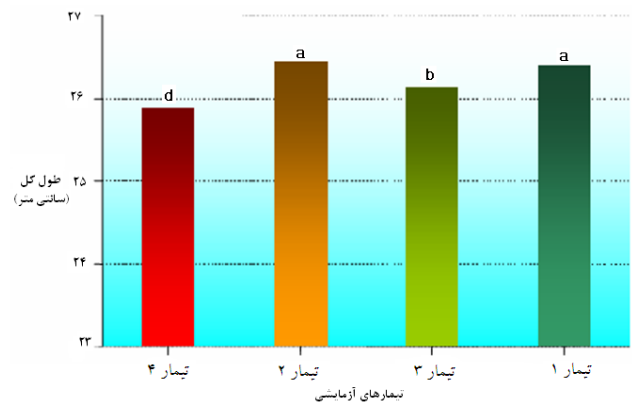 ۲۷
۲۶
۲۵
۲۴
۲۳
طول کل
(سانتی متر)
d
a
b
a
تیمار ۴
تیمار ۲
تیمار ۳
تیمار ۱
تیمارهای آزمایشی